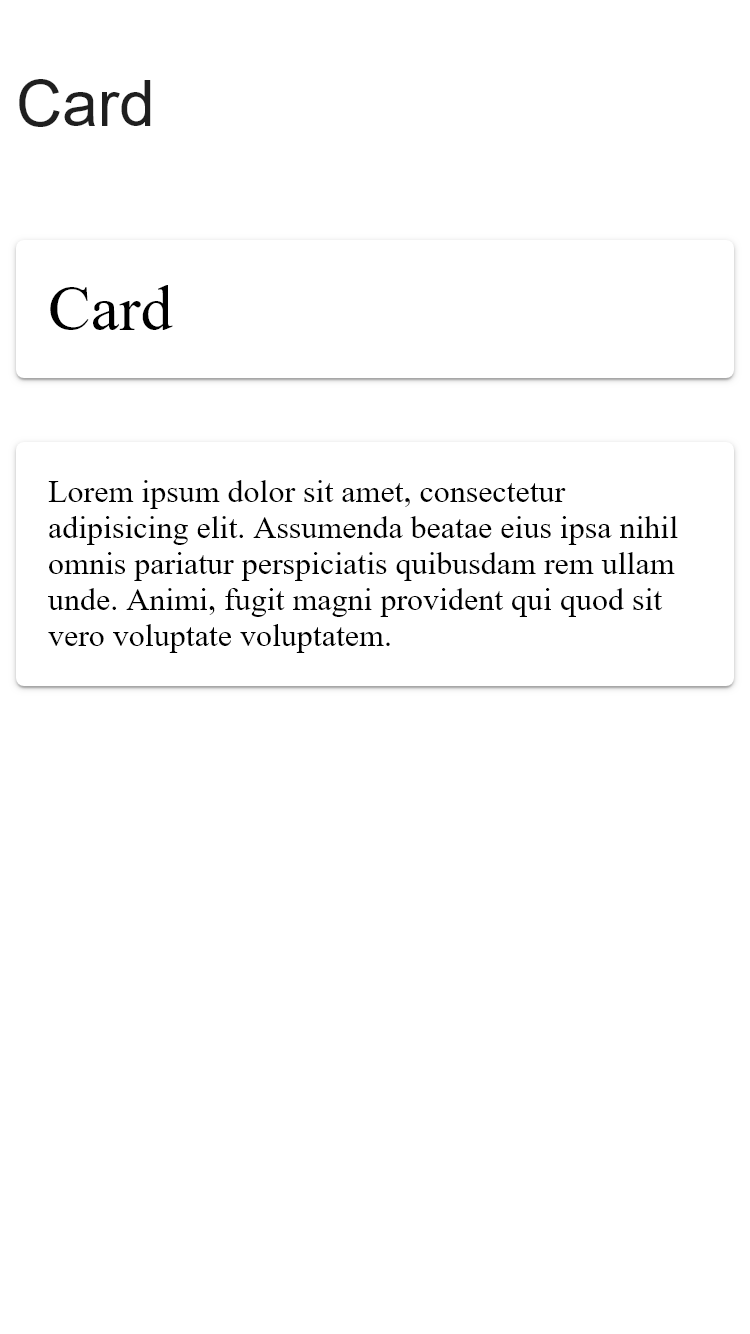 Card
Card
Lorem ipsum dolor sit amet, consectetur
adipisicing elit. Assumenda beatae eius ipsa nihil
omnis pariatur perspiciatis quibusdam rem ullam
unde. Animi, fugit magni provident qui quod sit
vero voluptate voluptatem.